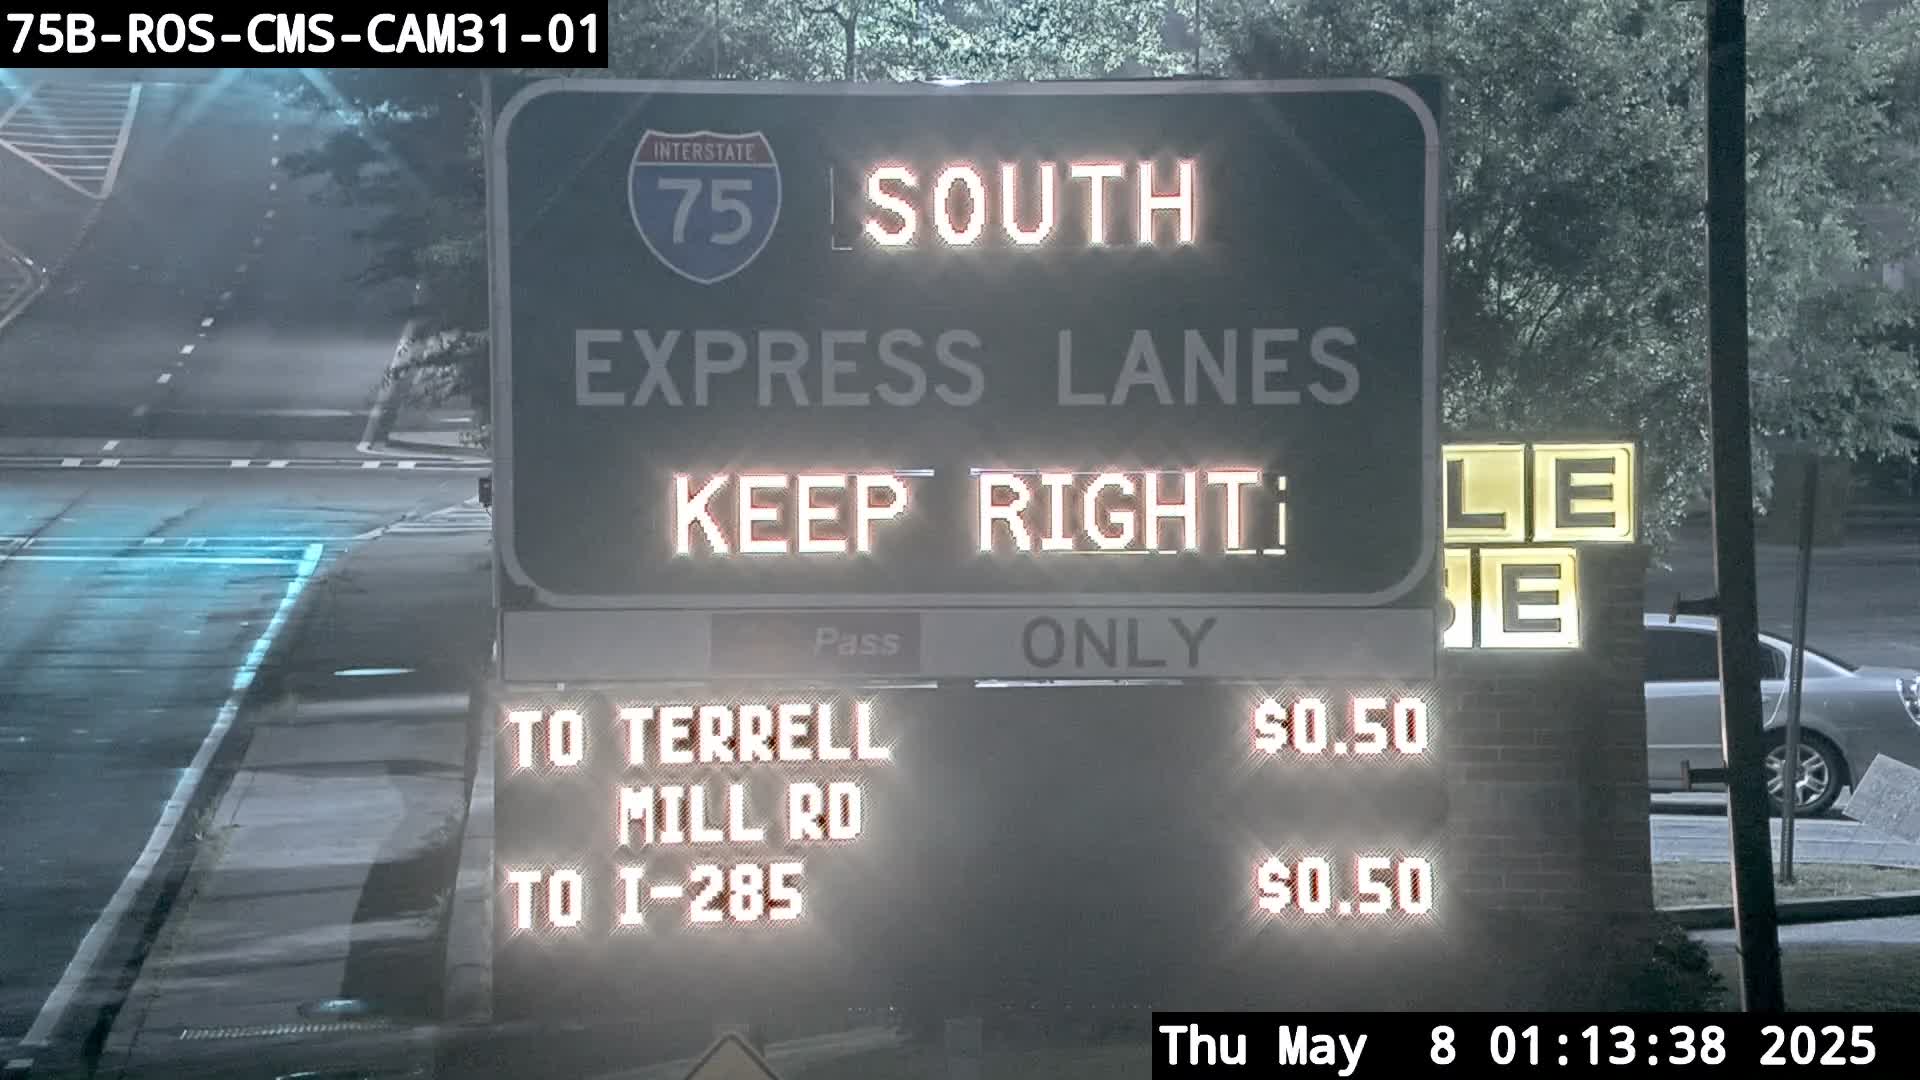 75B-ROS-CMS-CAM31-01
INTERSTATE
75
SOUTH
EXPRESS LANES
KEEP RIGHT
Pass ONLY
TO TERRELL $0.50
MILL RD
TO I-285 $0.50
LE
E
Thu May 8 01:13:38 2025